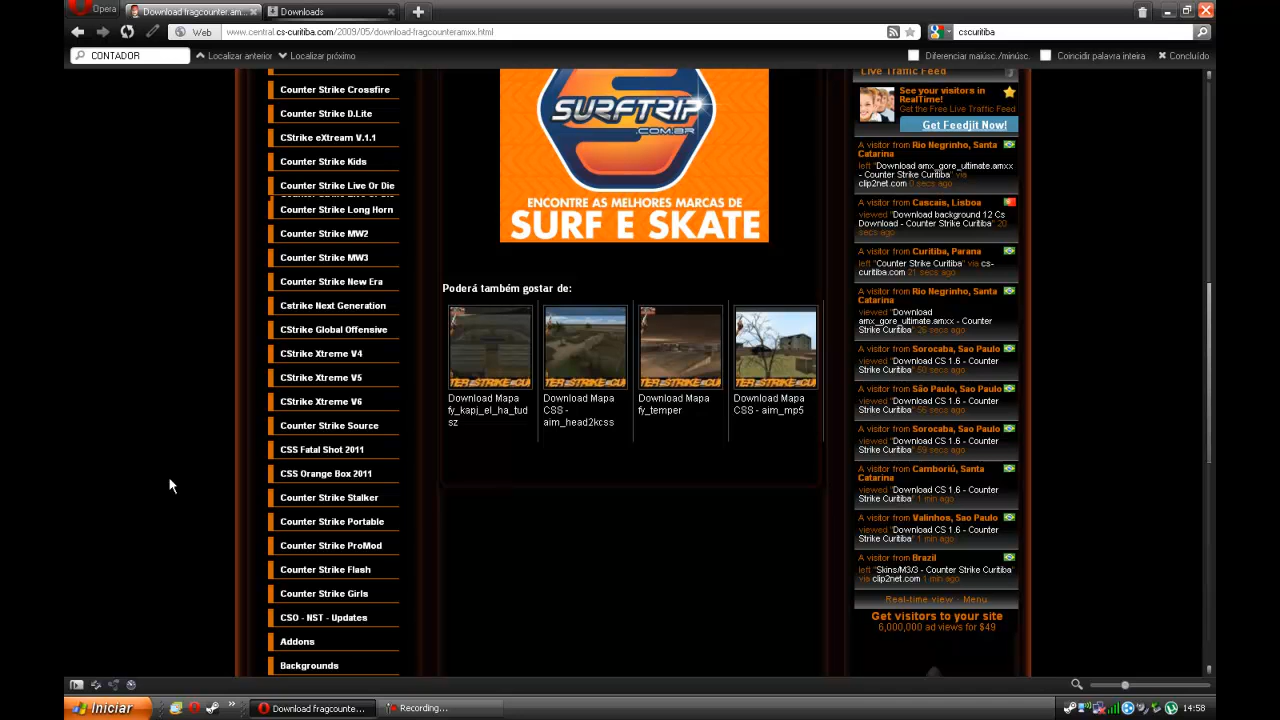 Opera
Download fragcounter.am...
Downloads
Web
www.central.cs-curitiba.com/2009/05/download-fragcounteramxx.html
cscuritiba
CONTADOR
Localizar anterior
Localizar próximo
Diferenciar maiúsc./minúsc.
Coincidir palavra inteira
Concluído
Counter Strike Crossfire
Counter Strike D.Lite
CStrike eXtream V.1.1
Counter Strike Kids
Counter Strike Live Or Die
Counter Strike Long Horn
Counter Strike MW2
Counter Strike MW3
Counter Strike New Era
Cstrike Next Generation
CStrike Global Offensive
CStrike Xtreme V4
CStrike Xtreme V5
CStrike Xtreme V6
Counter Strike Source
CSS Fatal Shot 2011
CSS Orange Box 2011
Counter Strike Stalker
Counter Strike Portable
Counter Strike ProMod
Counter Strike Flash
Counter Strike Girls
CSO - NST - Updates
Addons
Backgrounds
SURFTRIP
.COM.BR
ENCONTRE AS MELHORES MARCAS DE
SURF E SKATE
Poderá também gostar de:
TER-STRIKE-CUI
TER-STRIKE-CUI
TER-STRIKE-CUI
TER-STRIKE-CUI
Download Mapa
fy_kapj_el_ha_tud
sz
Download Mapa
CSS -
aim_head2kcss
Download Mapa
fy_temper
Download Mapa
CSS - aim_mp5
Live Traffic Feed
See your visitors in
RealTime!
Get the Free Live Traffic Feed
Get Feedjit Now!
A visitor from Rio Negrinho, Santa
Catarina
left "Download amx_gore_ultimate.amxx
- Counter Strike Curitiba" via
clip2net.com 0 secs ago
A visitor from Cascais, Lisboa
viewed "Download background 12 Cs
Download - Counter Strike Curitiba" 20
secs ago
A visitor from Curitiba, Parana
left "Counter Strike Curitiba" via cs-
curitiba.com 21 secs ago
A visitor from Rio Negrinho, Santa
Catarina
viewed "Download
amx_gore_ultimate.amxx - Counter
Strike Curitiba" 26 secs ago
A visitor from Sorocaba, Sao Paulo
viewed "Download CS 1.6 - Counter
Strike Curitiba" 50 secs ago
A visitor from São Paulo, Sao Paulo
viewed "Download CS 1.6 - Counter
Strike Curitiba" 56 secs ago
A visitor from Sorocaba, Sao Paulo
viewed "Download CS 1.6 - Counter
Strike Curitiba" 59 secs ago
A visitor from Camboriú, Santa
Catarina
viewed "Download CS 1.6 - Counter
Strike Curitiba" 1 min ago
A visitor from Valinhos, Sao Paulo
viewed "Download CS 1.6 - Counter
Strike Curitiba" 1 min ago
A visitor from Brazil
left "Skins/M3/3 - Counter Strike Curitiba"
via clip2net.com 1 min ago
Real-time view · Menu
Get visitors to your site
6,000,000 ad views for $49
Iniciar
Download fragcounte...
Recording...
14:58